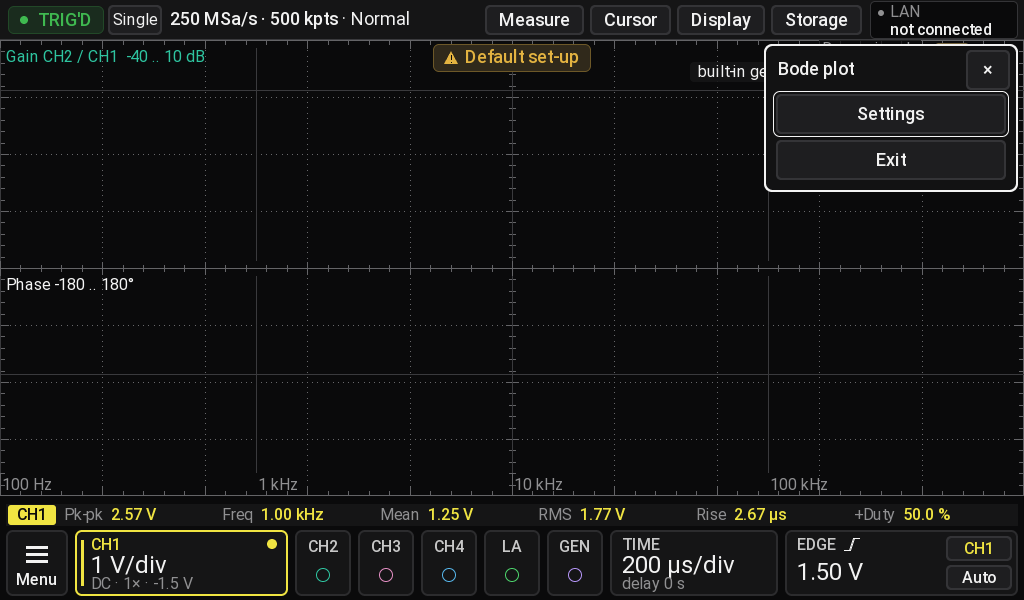 TRIG'D Single 250 MSa/s · 500 kpts · Normal Measure Cursor Display Storage LAN
not connected
Gain CH2 / CH1 -40 .. 10 dB
Default set-up
built-in
Bode plot ×
Settings
Exit
Phase -180 .. 180°
100 Hz 1 kHz 10 kHz 100 kHz
CH1 Pk-pk 2.57 V Freq 1.00 kHz Mean 1.25 V RMS 1.77 V Rise 2.67 µs +Duty 50.0 %
Menu
CH1
1 V/div
DC · 1× · -1.5 V
CH2
CH3
CH4
LA
GEN
TIME
200 µs/div
delay 0 s
EDGE
1.50 V
CH1
Auto